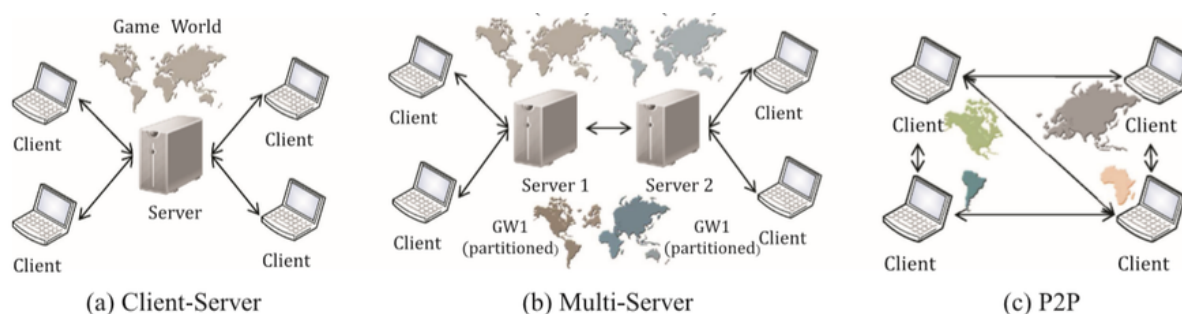 Game World
Client
Client
Client
Client
Server
(a) Client-Server
Client
Client
Server 1
Server 2
Client
Client
GW1
(partitioned)
GW1
(partitioned)
(b) Multi-Server
Client
Client
Client
Client
(c) P2P